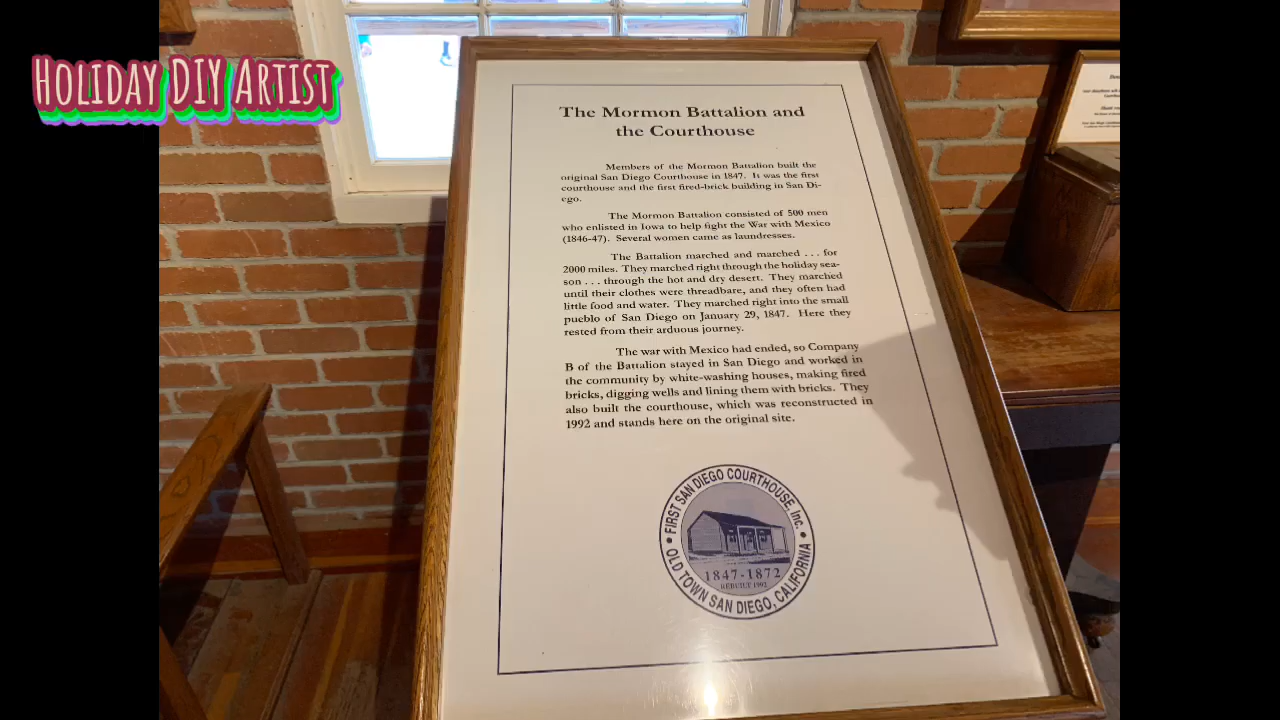 Holiday DIY Artist
The Mormon Battalion and
the Courthouse
Members of the Mormon Battalion built the
original San Diego Courthouse in 1847. It was the first
courthouse and the first fired-brick building in San Di-
ego.
The Mormon Battalion consisted of 500 men
who enlisted in Iowa to help fight the War with Mexico
(1846-47). Several women came as laundresses.
The Battalion marched and marched . . . for
2000 miles. They marched right through the holiday sea-
son . . . through the hot and dry desert. They marched
until their clothes were threadbare, and they often had
little food and water. They marched right into the small
pueblo of San Diego on January 29, 1847. Here they
rested from their arduous journey.
The war with Mexico had ended, so Company
B of the Battalion stayed in San Diego and worked in
the community by white-washing houses, making fired
bricks, digging wells and lining them with bricks. They
also built the courthouse, which was reconstructed in
1992 and stands here on the original site.
FIRST SAN DIEGO COURTHOUSE, Inc.
1847-1872
REBUILT 1992
OLD TOWN SAN DIEGO, CALIFORNIA